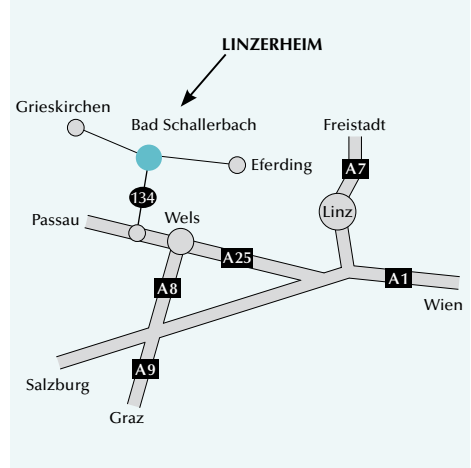 LINZERHEIM
Grieskirchen
Bad Schallerbach
Freistadt
Eferding
A7
134
Passau
Wels
Linz
A25
A8
A1
Wien
A9
Salzburg
Graz